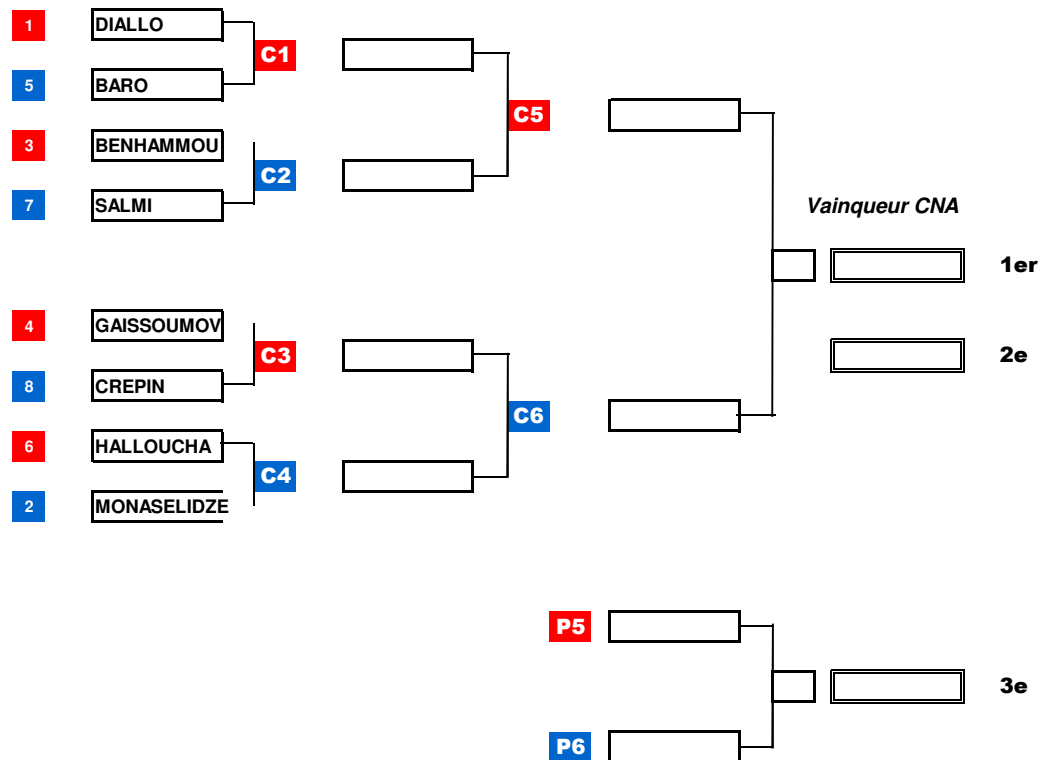 1 DIALLO
C1
5 BARO
C5
3 BENHAMMOU
C2
7 SALMI
Vainqueur CNA
1er
4 GAISSOUMOV
2e
C3
8 CREPIN
C6
6 HALLOUCHA
C4
2 MONASELIDZE
P5
3e
P6